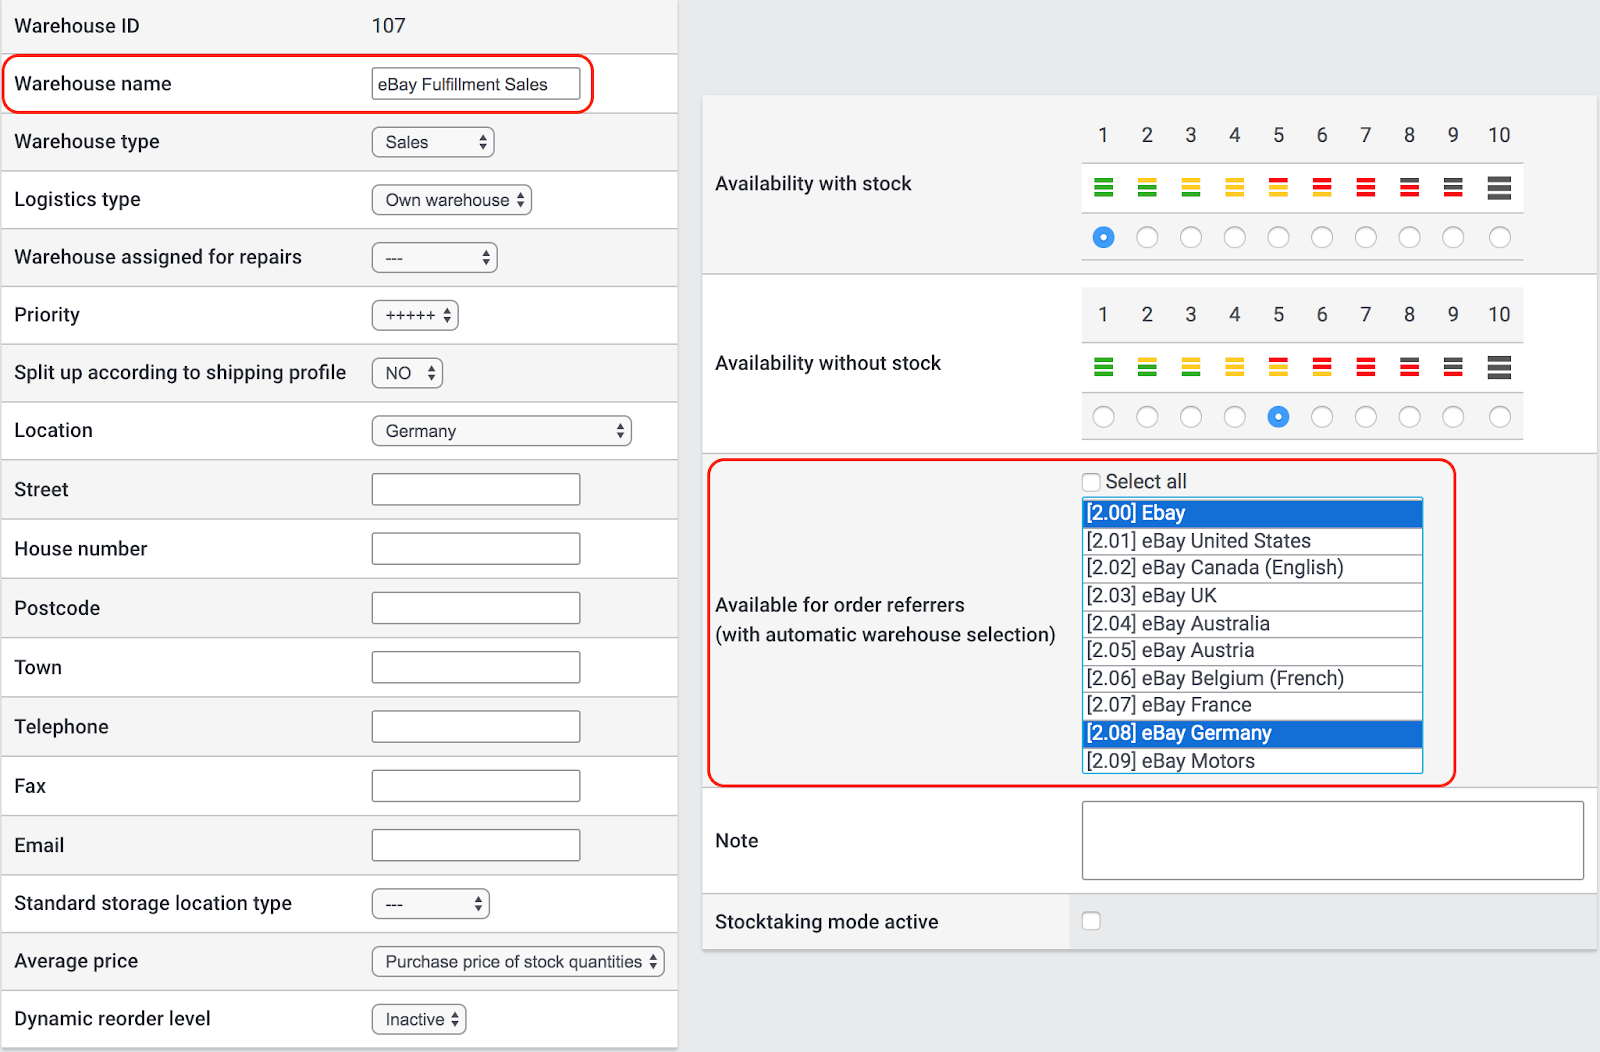 Warehouse ID 107
Warehouse name eBay Fulfillment Sales
Warehouse type Sales
Logistics type Own warehouse
Warehouse assigned for repairs ---
Priority +++++
Split up according to shipping profile NO
Location Germany
Street
House number
Postcode
Town
Telephone
Fax
Email
Standard storage location type ---
Average price Purchase price of stock quantities
Dynamic reorder level Inactive
1 2 3 4 5 6 7 8 9 10
Availability with stock
1 2 3 4 5 6 7 8 9 10
Availability without stock
Select all
[2.00] Ebay
[2.01] eBay United States
[2.02] eBay Canada (English)
[2.03] eBay UK
[2.04] eBay Australia
[2.05] eBay Austria
[2.06] eBay Belgium (French)
[2.07] eBay France
[2.08] eBay Germany
[2.09] eBay Motors
Available for order referrers
(with automatic warehouse selection)
Note
Stocktaking mode active